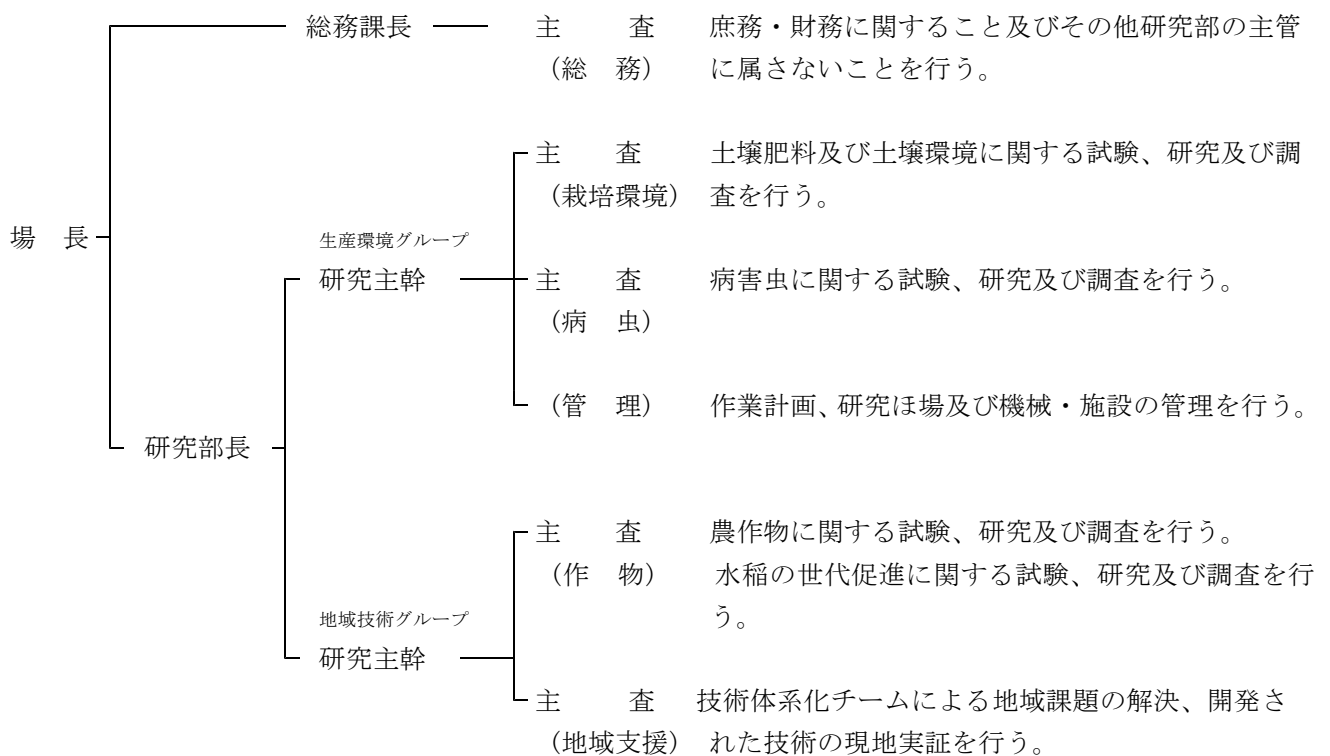 総務課長 主 査 庶務・財務に関すること及びその他研究部の主管
(総 務) に属さないことを行う。
主 査 土壌肥料及び土壌環境に関する試験、研究及び調
(栽培環境) 査を行う。
場 長
生産環境グループ
研究主幹 主 査 病害虫に関する試験、研究及び調査を行う。
(病 虫)
(管 理) 作業計画、研究ほ場及び機械・施設の管理を行う。
研究部長
主 査 農作物に関する試験、研究及び調査を行う。
(作 物) 水稲の世代促進に関する試験、研究及び調査を行
う。
地域技術グループ
研究主幹
主 査 技術体系化チームによる地域課題の解決、開発さ
(地域支援) れた技術の現地実証を行う。